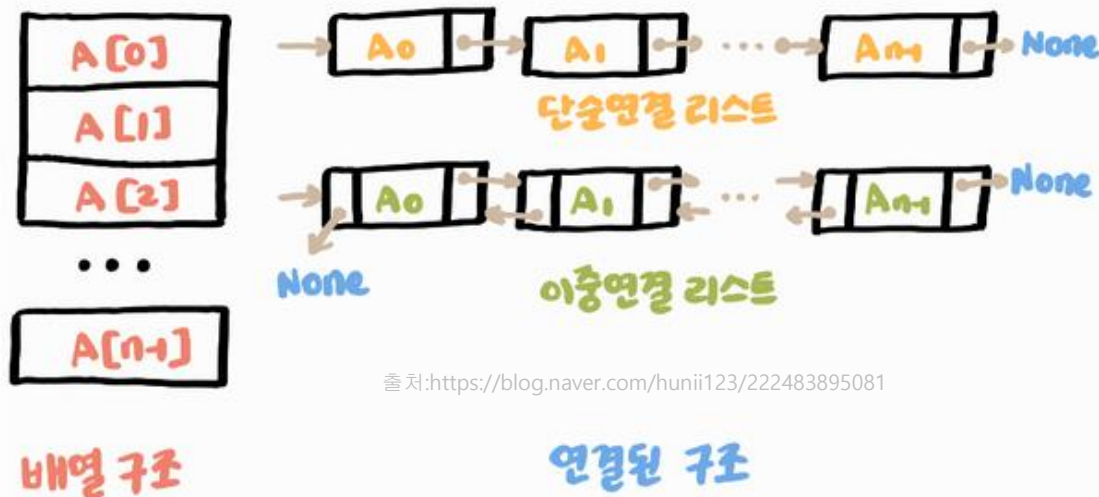 A[0]
A[1]
A[2]
...
A[n-1]
배열 구조
A0 A1 ... An-1 None
단순연결 리스트
A0 A1 ... An-1 None
None
이중연결 리스트
출처:https://blog.naver.com/hunii123/222483895081
연결된 구조